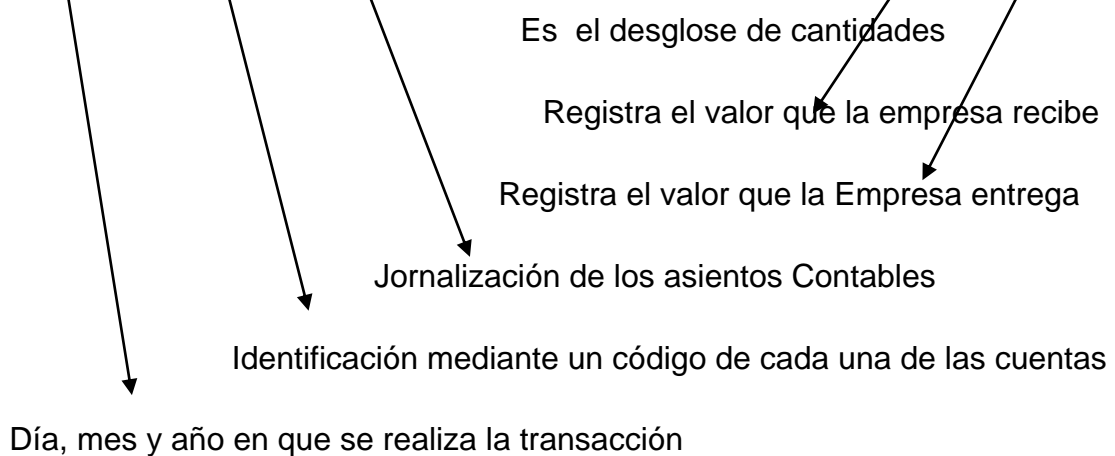 Es el desglose de cantidades
Registra el valor que la empresa recibe
Registra el valor que la Empresa entrega
Jornalización de los asientos Contables
Identificación mediante un código de cada una de las cuentas
Día, mes y año en que se realiza la transacción